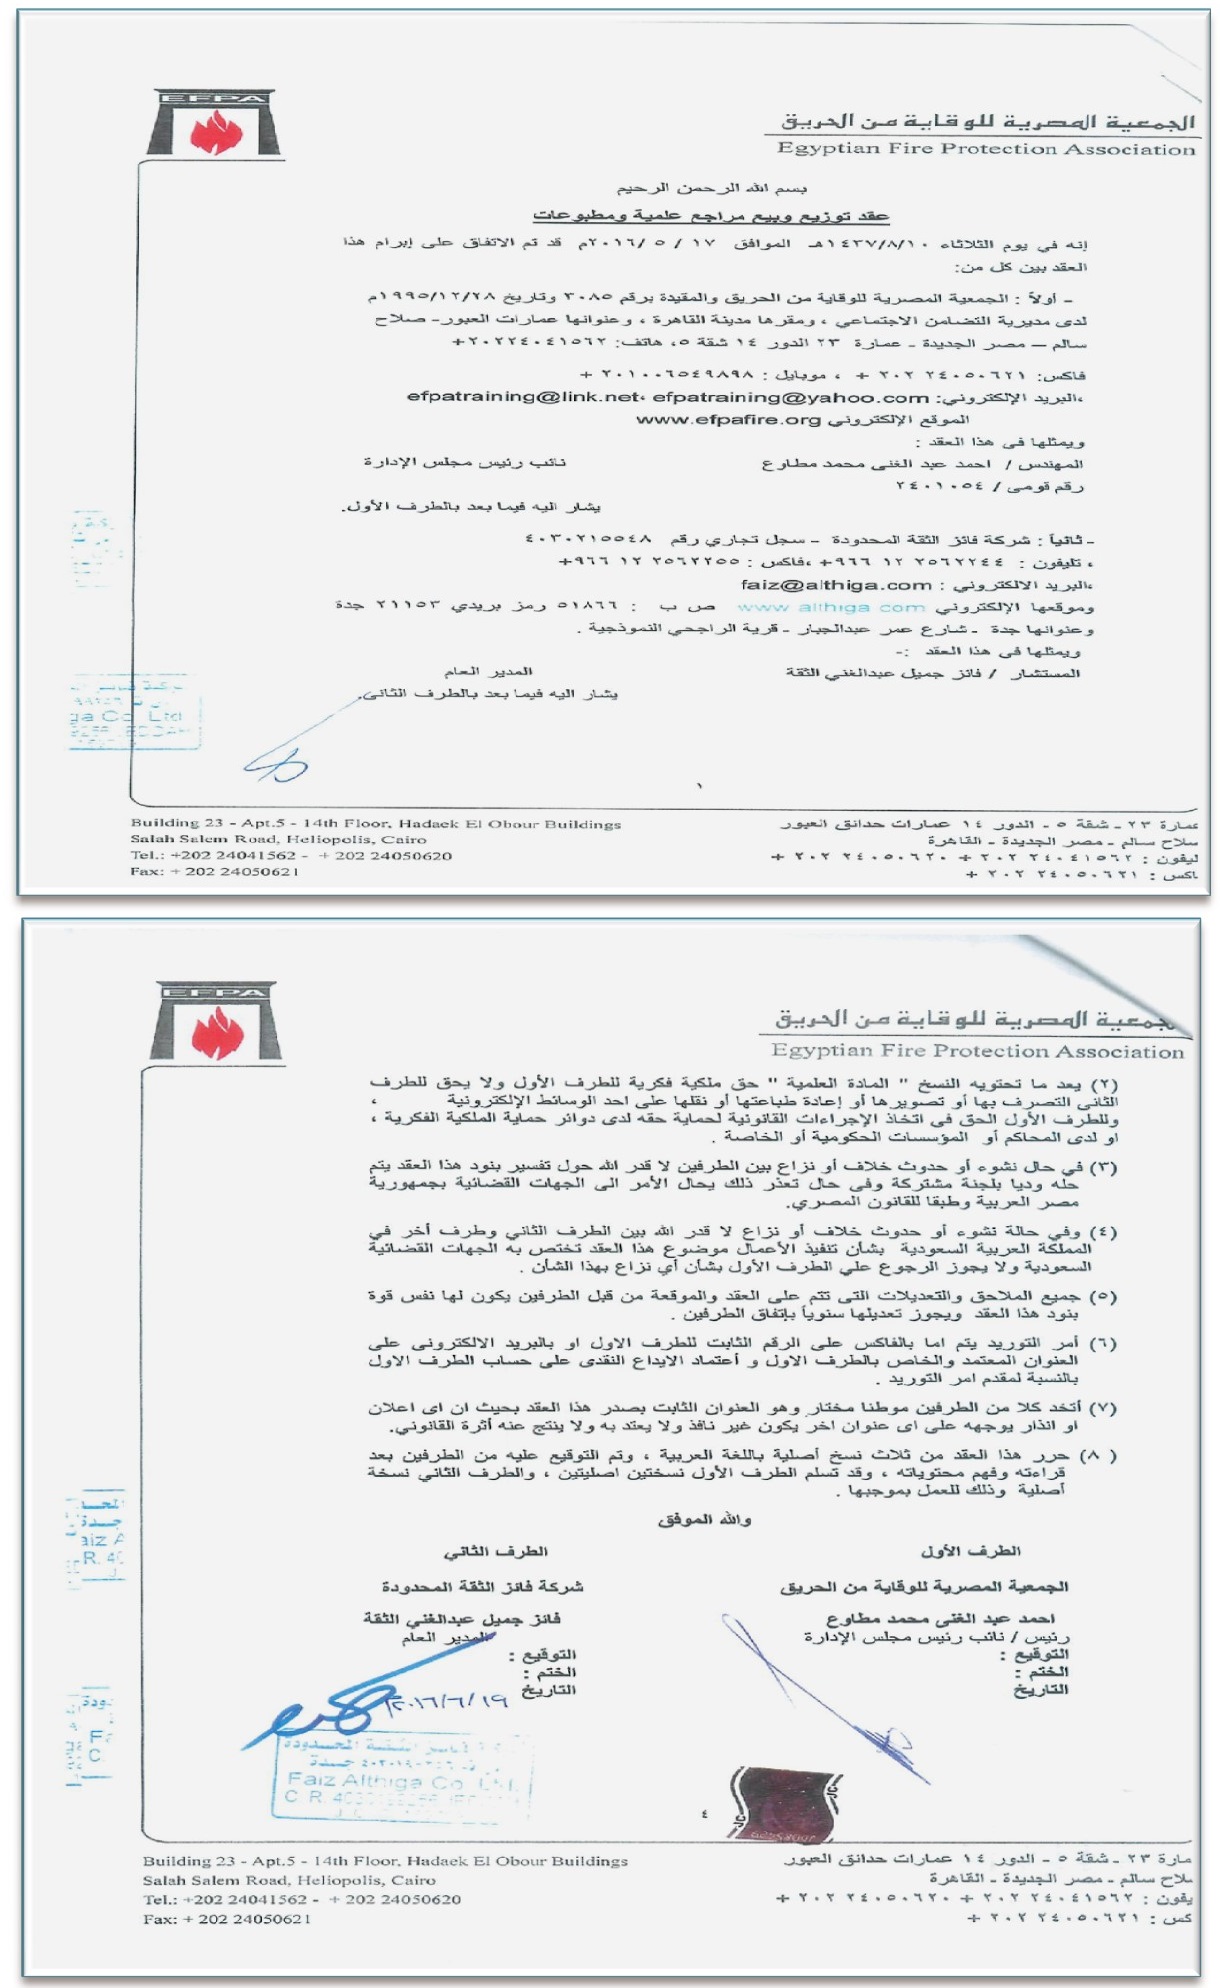 EFPA
الجمعية المصرية للوقاية من الحريق
Egyptian Fire Protection Association
بسم الله الرحمن الرحيم
عقد توزيع وبيع مراجع علمية ومطبوعات
إنه في يوم الثلاثاء ١٤٣٧/٨/١٠هـ الموافق ١٧ / ٥ /٢٠١٦م قد تم الاتفاق على إبرام هذا
العقد بين كل من:
- أولاً : الجمعية المصرية للوقاية من الحريق والمقيدة برقم ٣٠٨٥ وتاريخ ١٩٩٥/١٢/٢٨م
لدى مديرية التضامن الاجتماعي ، ومقرها مدينة القاهرة ، وعنوانها عمارات العبور- صلاح
سالم – مصر الجديدة - عمارة ٢٣ الدور ١٤ شقة ٥، هاتف: ٢٠٢٢٤٠٤١٥٦٢+
فاكس: ٢٤٠٥٠٦٢١ ٢٠٢ + ، موبايل : ٢٠١٠٠٦٥٤٩٨٩٨ +
،البريد الإلكتروني: efpatraining@link.net، efpatraining@yahoo.com
الموقع الإلكتروني www.efpafire.org
ويمثلها فى هذا العقد :
المهندس / احمد عبد الغنى محمد مطاوع نائب رئيس مجلس الإدارة
رقم قومى / ٢٤٠١٠٥٤
يشار اليه فيما بعد بالطرف الأول.
- ثانياً : شركة فائز الثقة المحدودة - سجل تجاري رقم ٤٠٣٠٢١٥٥٤٨
، تليفون : ٢٥٦٢٢٤٤ ١٢ ٩٦٦+ ،فاكس : ٢٥٦٢٢٥٥ ١٢ ٩٦٦+
،البريد الالكتروني : faiz@althiga.com
وموقعها الإلكتروني www althiga com ص ب : ٥١٨٦٦ رمز بريدي ٢١١٥٣ جدة
وعنوانها جدة - شارع عمر عبدالجبار - قرية الراجحي النموذجية .
ويمثلها فى هذا العقد :-
المستشار / فائز جميل عبدالغني الثقة المدير العام
يشار اليه فيما بعد بالطرف الثانى.
ga Co. Ltd
١
Building 23 - Apt.5 - 14th Floor, Hadaek El Obour Buildings
Salah Salem Road, Heliopolis, Cairo
Tel.: +202 24041562 - + 202 24050620
Fax: + 202 24050621
عمارة ٢٣ - شقة ٥ - الدور ١٤ عمارات حدائق العبور
سلاح سالم - مصر الجديدة - القاهرة
ليفون : ٢٤٠٤١٥٦٢ ٢٠٢ + ٢٤٠٥٠٦٢٠ ٢٠٢ +
اكس : ٢٤٠٥٠٦٢١ ٢٠٢ +
EFPA
جمعية المصرية للوقاية من الحريق
Egyptian Fire Protection Association
(٢) يعد ما تحتويه النسخ " المادة العلمية " حق ملكية فكرية للطرف الأول ولا يحق للطرف
الثانى التصرف بها أو تصويرها أو إعادة طباعتها أو نقلها على احد الوسائط الإلكترونية ،
وللطرف الأول الحق في اتخاذ الإجراءات القانونية لحماية حقه لدى دوائر حماية الملكية الفكرية ،
او لدى المحاكم أو المؤسسات الحكومية أو الخاصة .
(٣) في حال نشوء أو حدوث خلاف أو نزاع بين الطرفين لا قدر الله حول تفسير بنود هذا العقد يتم
حله وديا بلجنة مشتركة وفى حال تعذر ذلك يحال الأمر الى الجهات القضائية بجمهورية
مصر العربية وطبقا للقانون المصري.
(٤) وفي حالة نشوء أو حدوث خلاف أو نزاع لا قدر الله بين الطرف الثاني وطرف أخر في
المملكة العربية السعودية بشأن تنفيذ الأعمال موضوع هذا العقد تختص به الجهات القضائية
السعودية ولا يجوز الرجوع علي الطرف الأول بشأن أي نزاع بهذا الشأن .
(٥) جميع الملاحق والتعديلات التى تتم على العقد والموقعة من قبل الطرفين يكون لها نفس قوة
بنود هذا العقد ويجوز تعديلها سنوياً بإتفاق الطرفين .
(٦) أمر التوريد يتم اما بالفاكس على الرقم الثابت للطرف الاول او بالبريد الالكترونى على
العنوان المعتمد والخاص بالطرف الاول و أعتماد الايداع النقدى على حساب الطرف الاول
بالنسبة لمقدم امر التوريد .
(٧) أتخد كلا من الطرفين موطنا مختار وهو العنوان الثابت بصدر هذا العقد بحيث ان اى اعلان
او انذار يوجهه على اى عنوان اخر يكون غير نافذ ولا يعتد به ولا ينتج عنه أثرة القانوني.
(٨ ) حرر هذا العقد من ثلاث نسخ أصلية باللغة العربية ، وتم التوقيع عليه من الطرفين بعد
قراءته وفهم محتوياته ، وقد تسلم الطرف الأول نسختين اصليتين ، والطرف الثاني نسخة
أصلية وذلك للعمل بموجبها .
والله الموفق
الطرف الأول الطرف الثاني
الجمعية المصرية للوقاية من الحريق شركة فائز الثقة المحدودة
احمد عبد الغنى محمد مطاوع فائز جميل عبدالغني الثقة
رئيس / نائب رئيس مجلس الإدارة المدير العام
التوقيع : التوقيع :
الختم : الختم :
التاريخ التاريخ ٢٠١٦/٦/١٩
Faiz Althiga Co. Ltd.
٤
Building 23 - Apt.5 - 14th Floor, Hadaek El Obour Buildings
Salah Salem Road, Heliopolis, Cairo
Tel.: +202 24041562 - + 202 24050620
Fax: + 202 24050621
مارة ٢٣ - شقة ٥ - الدور ١٤ عمارات حدائق العبور
لاح سالم - مصر الجديدة - القاهرة
يفون : ٢٤٠٤١٥٦٢ ٢٠٢ + ٢٤٠٥٠٦٢٠ ٢٠٢ +
كس : ٢٤٠٥٠٦٢١ ٢٠٢ +